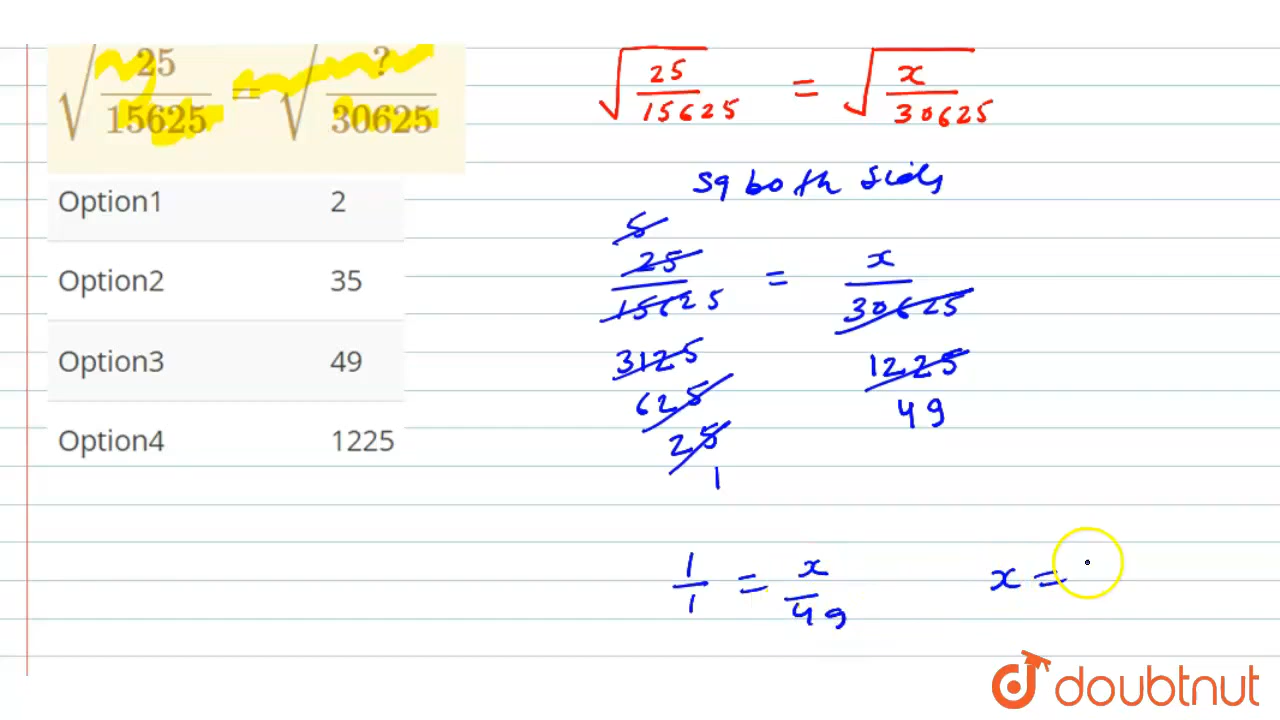 √25/15625 = √?/30625
Option1 2
Option2 35
Option3 49
Option4 1225
√25/15625 = √x/30625
sq both sides
5
25/15625 = x/30625
3125 1225
625 49
25
1
1/1 = x/49 x =
doubtnut